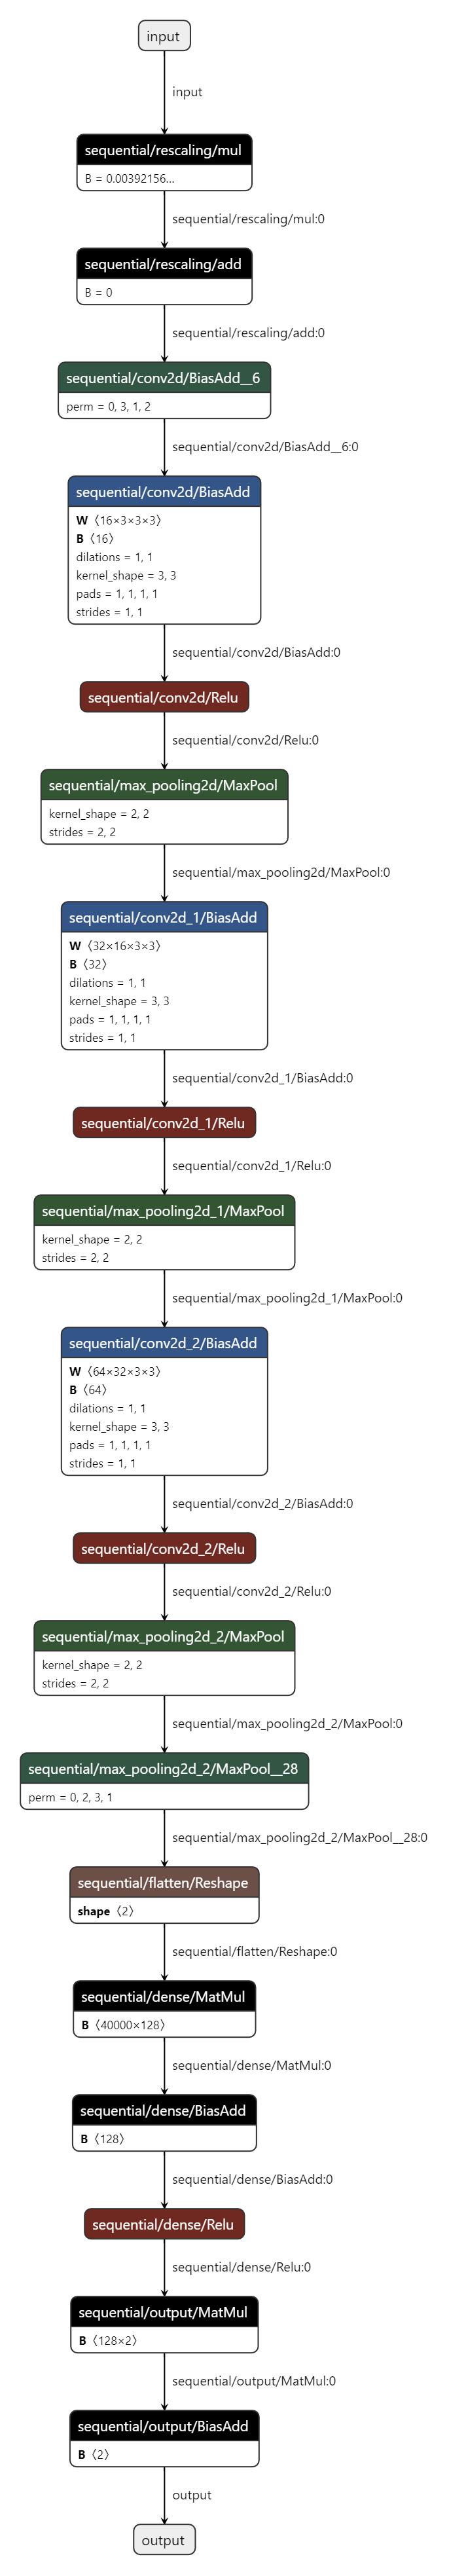 input
input
sequential/rescaling/mul
B = 0.00392156…
sequential/rescaling/mul:0
sequential/rescaling/add
B = 0
sequential/rescaling/add:0
sequential/conv2d/BiasAdd__6
perm = 0, 3, 1, 2
sequential/conv2d/BiasAdd__6:0
sequential/conv2d/BiasAdd
W 〈16×3×3×3〉
B 〈16〉
dilations = 1, 1
kernel_shape = 3, 3
pads = 1, 1, 1, 1
strides = 1, 1
sequential/conv2d/BiasAdd:0
sequential/conv2d/Relu
sequential/conv2d/Relu:0
sequential/max_pooling2d/MaxPool
kernel_shape = 2, 2
strides = 2, 2
sequential/max_pooling2d/MaxPool:0
sequential/conv2d_1/BiasAdd
W 〈32×16×3×3〉
B 〈32〉
dilations = 1, 1
kernel_shape = 3, 3
pads = 1, 1, 1, 1
strides = 1, 1
sequential/conv2d_1/BiasAdd:0
sequential/conv2d_1/Relu
sequential/conv2d_1/Relu:0
sequential/max_pooling2d_1/MaxPool
kernel_shape = 2, 2
strides = 2, 2
sequential/max_pooling2d_1/MaxPool:0
sequential/conv2d_2/BiasAdd
W 〈64×32×3×3〉
B 〈64〉
dilations = 1, 1
kernel_shape = 3, 3
pads = 1, 1, 1, 1
strides = 1, 1
sequential/conv2d_2/BiasAdd:0
sequential/conv2d_2/Relu
sequential/conv2d_2/Relu:0
sequential/max_pooling2d_2/MaxPool
kernel_shape = 2, 2
strides = 2, 2
sequential/max_pooling2d_2/MaxPool:0
sequential/max_pooling2d_2/MaxPool__28
perm = 0, 2, 3, 1
sequential/max_pooling2d_2/MaxPool__28:0
sequential/flatten/Reshape
shape 〈2〉
sequential/flatten/Reshape:0
sequential/dense/MatMul
B 〈40000×128〉
sequential/dense/MatMul:0
sequential/dense/BiasAdd
B 〈128〉
sequential/dense/BiasAdd:0
sequential/dense/Relu
sequential/dense/Relu:0
sequential/output/MatMul
B 〈128×2〉
sequential/output/MatMul:0
sequential/output/BiasAdd
B 〈2〉
output
output